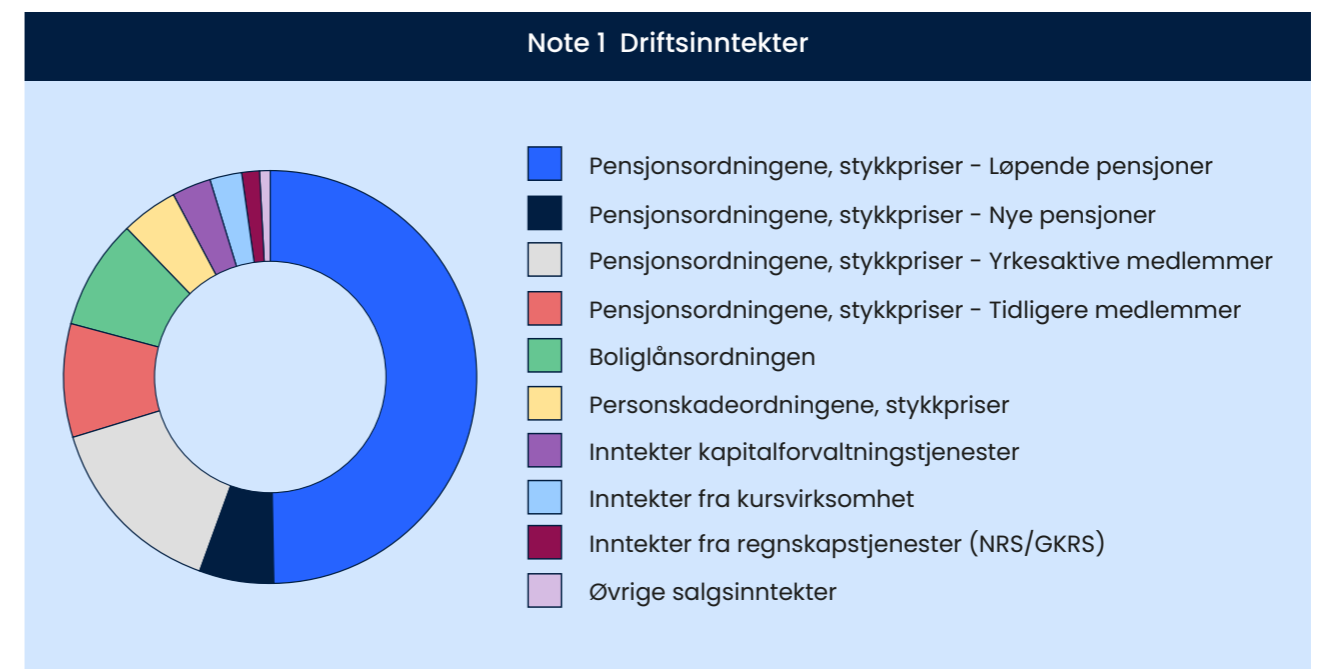 Note 1 Driftsinntekter
Pensjonsordningene, stykkpriser - Løpende pensjoner
Pensjonsordningene, stykkpriser - Nye pensjoner
Pensjonsordningene, stykkpriser - Yrkesaktive medlemmer
Pensjonsordningene, stykkpriser - Tidligere medlemmer
Boliglånsordningen
Personskadeordningene, stykkpriser
Inntekter kapitalforvaltningstjenester
Inntekter fra kursvirksomhet
Inntekter fra regnskapstjenester (NRS/GKRS)
Øvrige salgsinntekter